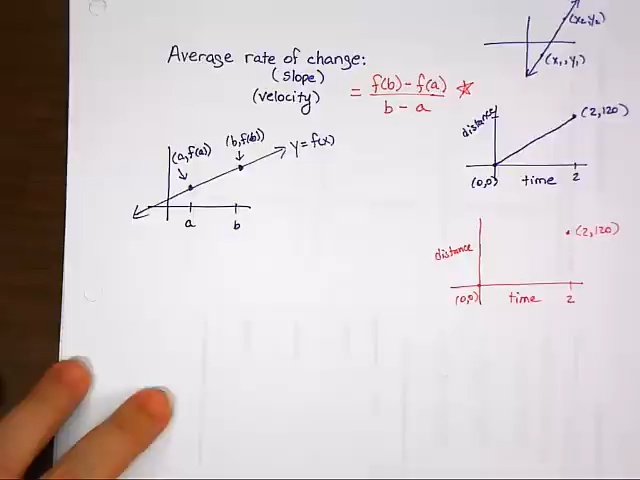 Average rate of change:
(slope)
(velocity)
= f(b) - f(a) / b - a
(a, f(a))
(b, f(b))
y = f(x)
a
b
(x₂, y₂)
(x₁, y₁)
distance
(2, 120)
(0,0)
time
2
distance
(2, 120)
(0,0)
time
2